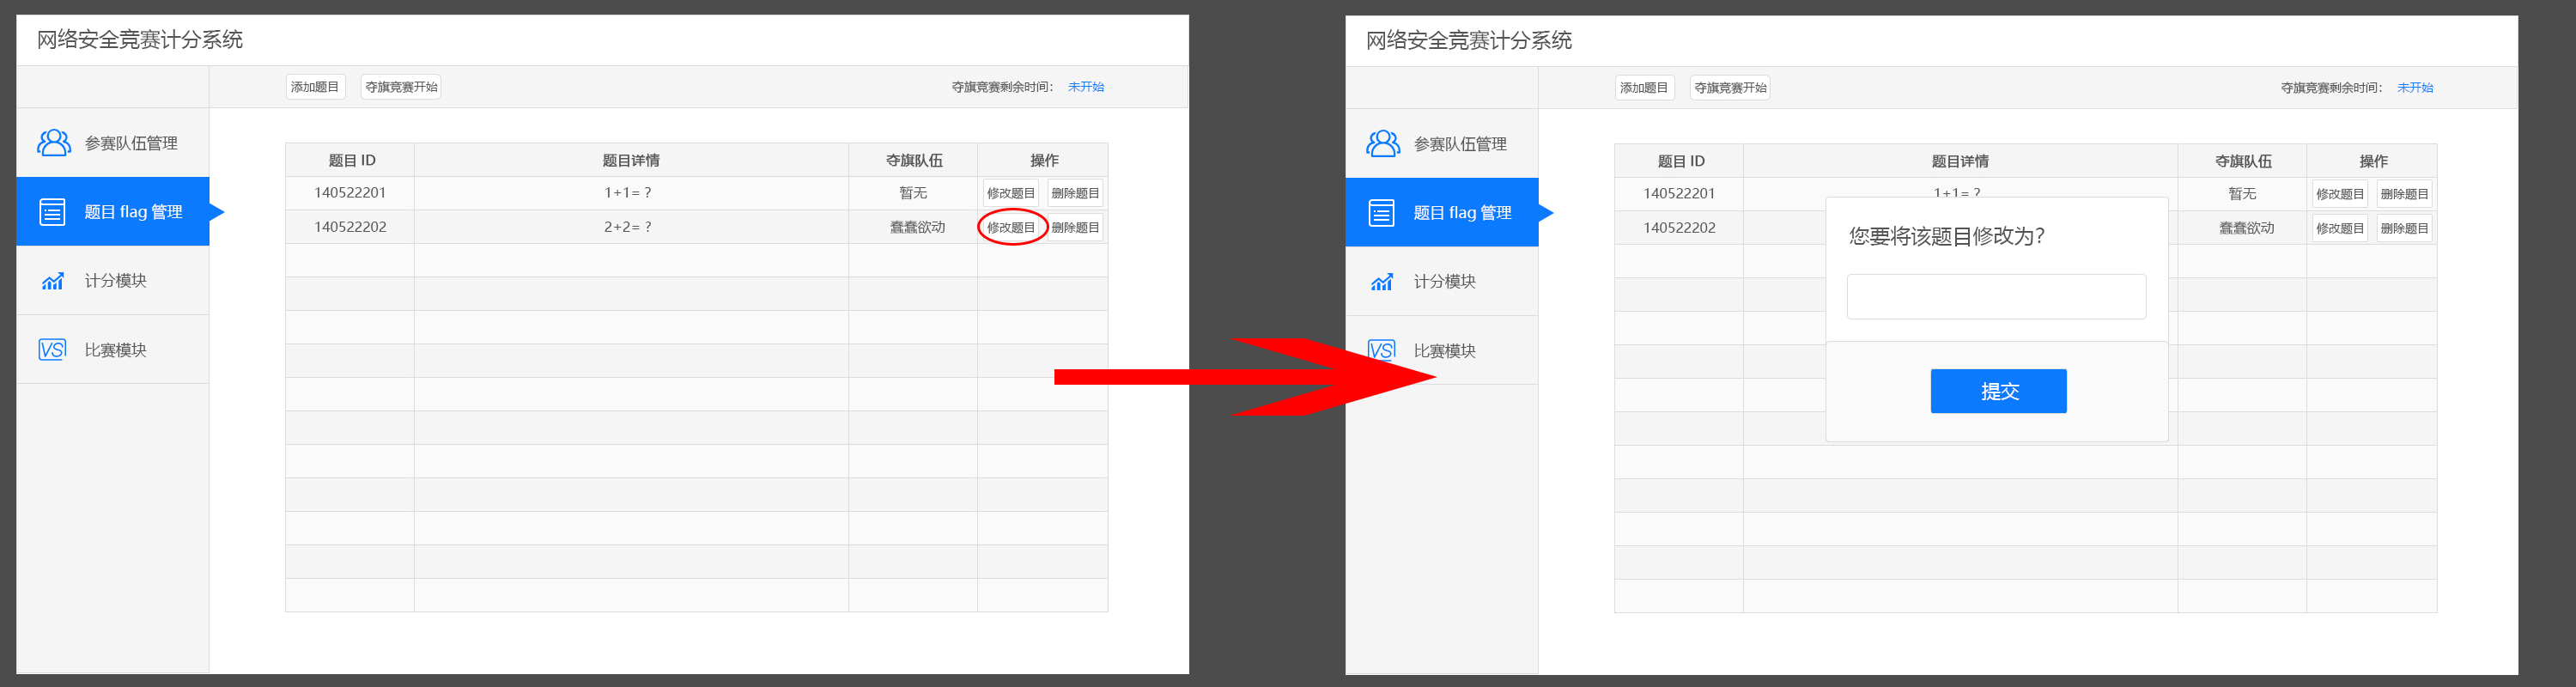 网络安全竞赛计分系统
添加题目 夺旗竞赛开始 夺旗竞赛剩余时间： 未开始
参赛队伍管理
题目 flag 管理
计分模块
VS 比赛模块
题目 ID 题目详情 夺旗队伍 操作
140522201 1+1= ? 暂无 修改题目 删除题目
140522202 2+2= ? 蠢蠢欲动 修改题目 删除题目
网络安全竞赛计分系统
添加题目 夺旗竞赛开始 夺旗竞赛剩余时间： 未开始
参赛队伍管理
题目 flag 管理
计分模块
VS 比赛模块
题目 ID 题目详情 夺旗队伍 操作
140522201 1+1= ? 暂无 修改题目 删除题目
140522202 蠢蠢欲动 修改题目 删除题目
您要将该题目修改为?
提交